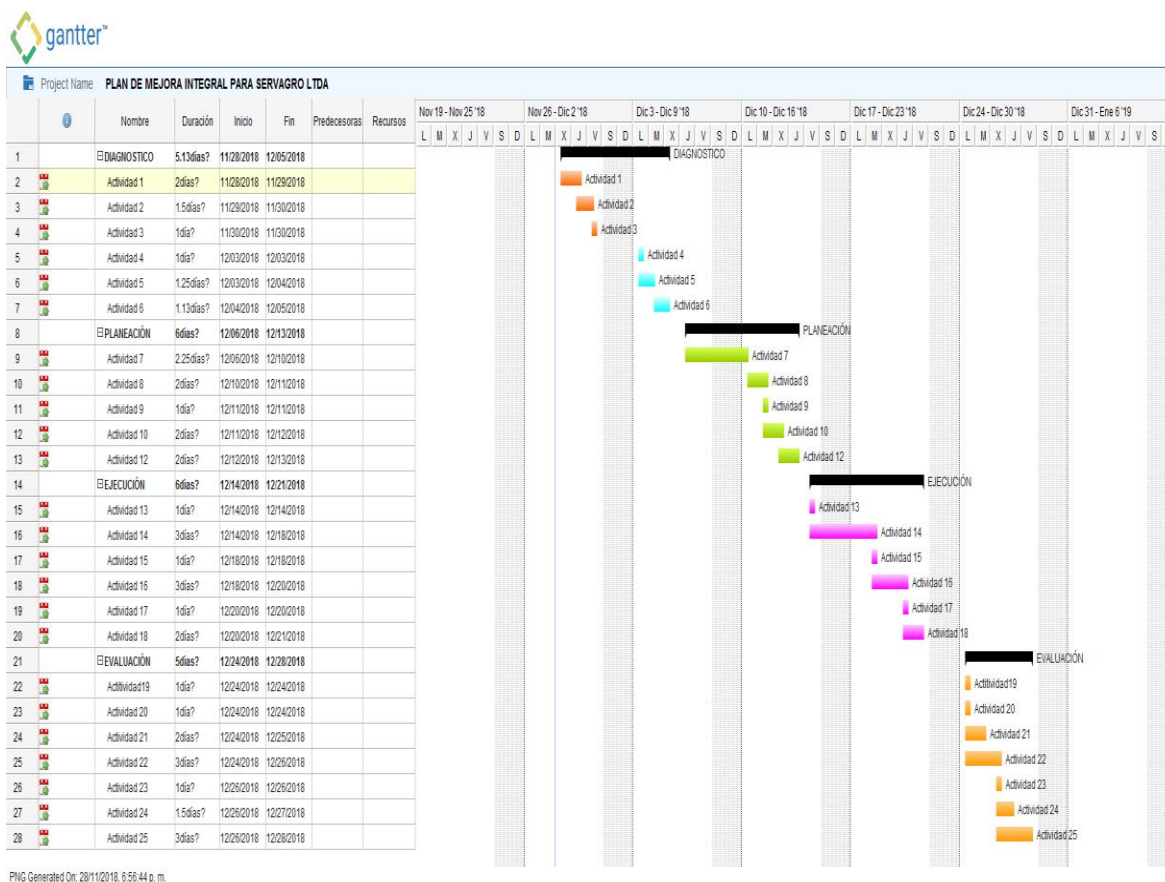 gantter™
Project Name PLAN DE MEJORA INTEGRAL PARA SERVAGRO LTDA
Nombre Duración Inicio Fin Predecesoras Recursos Nov 19 - Nov 25 '18 Nov 26 - Dic 2 '18 Dic 3 - Dic 9 '18 Dic 10 - Dic 16 '18 Dic 17 - Dic 23 '18 Dic 24 - Dic 30 '18 Dic 31 - Ene 6 '19
L M X J V S D L M X J V S D L M X J V S D L M X J V S D L M X J V S D L M X J V S D L M X J V S
1 DIAGNOSTICO 5.13días? 11/28/2018 12/05/2018 DIAGNOSTICO
2 Actividad 1 2días? 11/28/2018 11/29/2018 Actividad 1
3 Actividad 2 1.5días? 11/29/2018 11/30/2018 Actividad 2
4 Actividad 3 1día? 11/30/2018 11/30/2018 Actividad 3
5 Actividad 4 1día? 12/03/2018 12/03/2018 Actividad 4
6 Actividad 5 1.25días? 12/03/2018 12/04/2018 Actividad 5
7 Actividad 6 1.13días? 12/04/2018 12/05/2018 Actividad 6
8 PLANEACIÓN 6días? 12/06/2018 12/13/2018 PLANEACIÓN
9 Actividad 7 2.25días? 12/06/2018 12/10/2018 Actividad 7
10 Actividad 8 2días? 12/10/2018 12/11/2018 Actividad 8
11 Actividad 9 1día? 12/11/2018 12/11/2018 Actividad 9
12 Actividad 10 2días? 12/11/2018 12/12/2018 Actividad 10
13 Actividad 12 2días? 12/12/2018 12/13/2018 Actividad 12
14 EJECUCIÓN 6días? 12/14/2018 12/21/2018 EJECUCIÓN
15 Actividad 13 1día? 12/14/2018 12/14/2018 Actividad 13
16 Actividad 14 3días? 12/14/2018 12/18/2018 Actividad 14
17 Actividad 15 1día? 12/18/2018 12/18/2018 Actividad 15
18 Actividad 16 3días? 12/18/2018 12/20/2018 Actividad 16
19 Actividad 17 1día? 12/20/2018 12/20/2018 Actividad 17
20 Actividad 18 2días? 12/20/2018 12/21/2018 Actividad 18
21 EVALUACIÓN 5días? 12/24/2018 12/28/2018 EVALUACIÓN
22 Actitividad19 1día? 12/24/2018 12/24/2018 Actitividad19
23 Actividad 20 1día? 12/24/2018 12/24/2018 Actividad 20
24 Actividad 21 2días? 12/24/2018 12/25/2018 Actividad 21
25 Actividad 22 3días? 12/24/2018 12/26/2018 Actividad 22
26 Actividad 23 1día? 12/26/2018 12/26/2018 Actividad 23
27 Actividad 24 1.5días? 12/26/2018 12/27/2018 Actividad 24
28 Actividad 25 3días? 12/26/2018 12/28/2018 Actividad 25
PNG Generated On: 28/11/2018, 6:56:44 p. m.